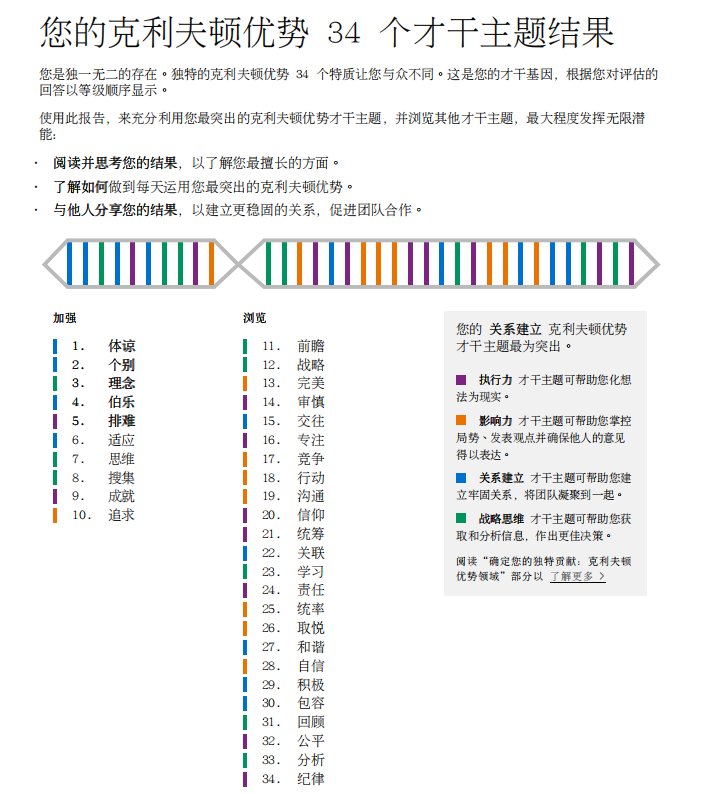 您的克利夫顿优势 34 个才干主题结果
您是独一无二的存在。独特的克利夫顿优势 34 个特质让您与众不同。这是您的才干基因，根据您对评估的
回答以等级顺序显示。
使用此报告，来充分利用您最突出的克利夫顿优势才干主题，并浏览其他才干主题，最大程度发挥无限潜
能：
· 阅读并思考您的结果，以了解您最擅长的方面。
· 了解如何做到每天运用您最突出的克利夫顿优势。
· 与他人分享您的结果，以建立更稳固的关系，促进团队合作。
加强
1. 体谅
2. 个别
3. 理念
4. 伯乐
5. 排难
6. 适应
7. 思维
8. 搜集
9. 成就
10. 追求
浏览
11. 前瞻
12. 战略
13. 完美
14. 审慎
15. 交往
16. 专注
17. 竞争
18. 行动
19. 沟通
20. 信仰
21. 统筹
22. 关联
23. 学习
24. 责任
25. 统率
26. 取悦
27. 和谐
28. 自信
29. 积极
30. 包容
31. 回顾
32. 公平
33. 分析
34. 纪律
您的 关系建立 克利夫顿优势
才干主题最为突出。
执行力 才干主题可帮助您化想
法为现实。
影响力 才干主题可帮助您掌控
局势、发表观点并确保他人的意见
得以表达。
关系建立 才干主题可帮助您建
立牢固关系，将团队凝聚到一起。
战略思维 才干主题可帮助您获
取和分析信息，作出更佳决策。
阅读“确定您的独特贡献：克利夫顿
优势领域”部分以 了解更多 >